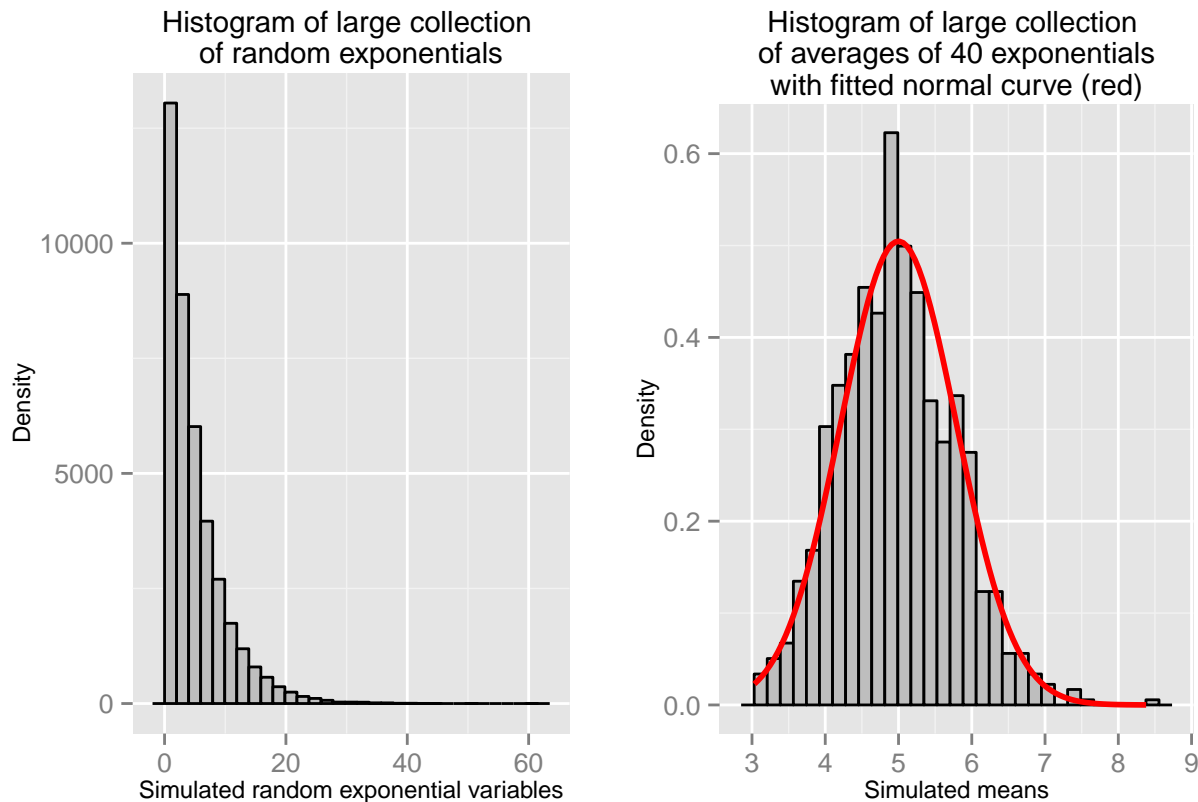 Histogram of large collection
of random exponentials
Density
10000
5000
0
0 20 40 60
Simulated random exponential variables
Histogram of large collection
of averages of 40 exponentials
with fitted normal curve (red)
Density
0.6
0.4
0.2
0.0
3 4 5 6 7 8 9
Simulated means